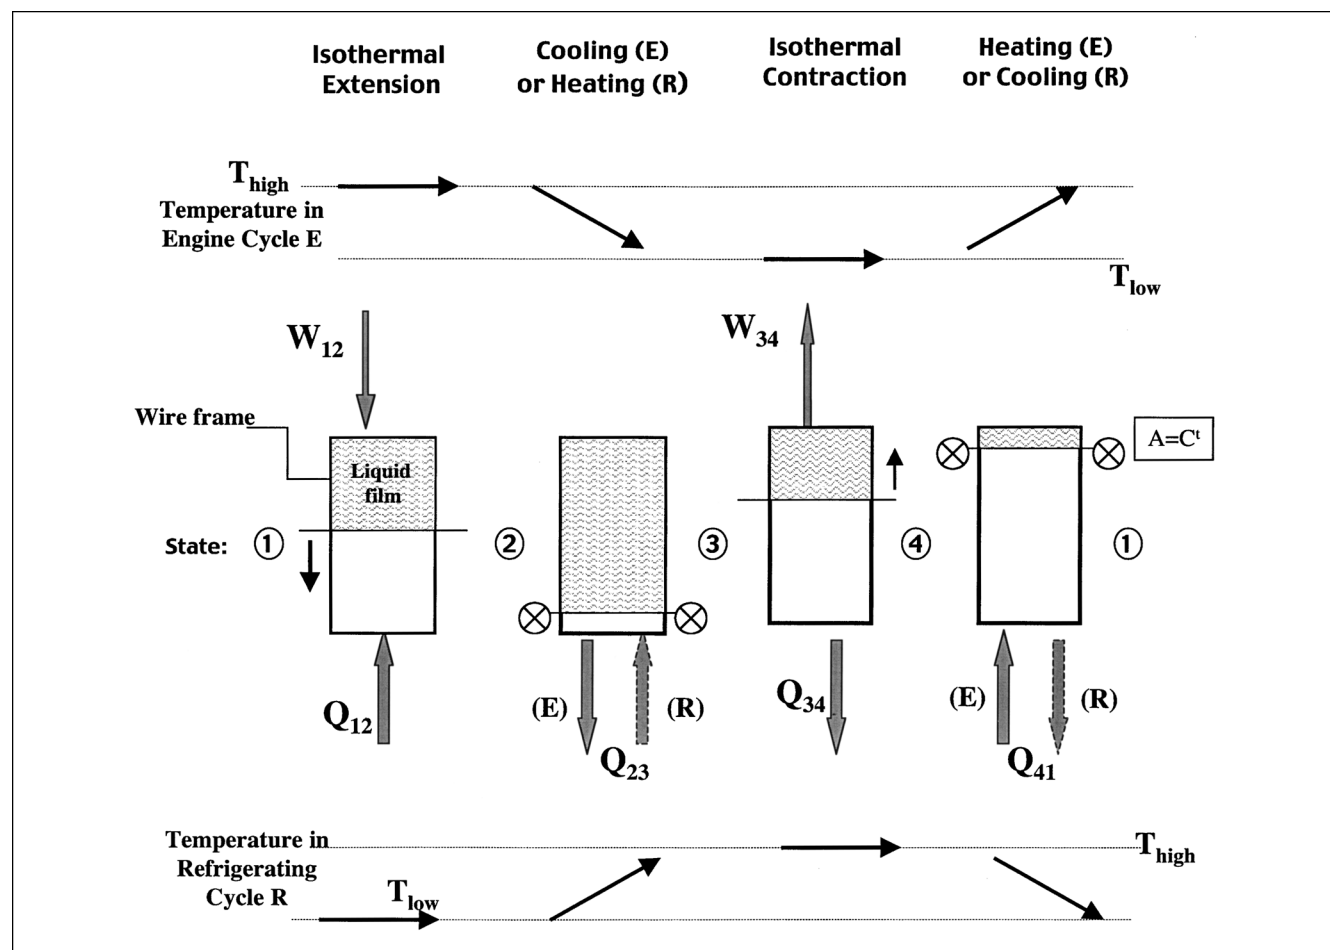 Isothermal
Extension
Cooling (E)
or Heating (R)
Isothermal
Contraction
Heating (E)
or Cooling (R)
T_high
Temperature in
Engine Cycle E
T_low
W_12
W_34
Wire frame
Liquid
film
A=C^t
State:
1
2
3
4
1
Q_12
(E)
(R)
Q_23
Q_34
(E)
(R)
Q_41
Temperature in
Refrigerating
Cycle R
T_high
T_low